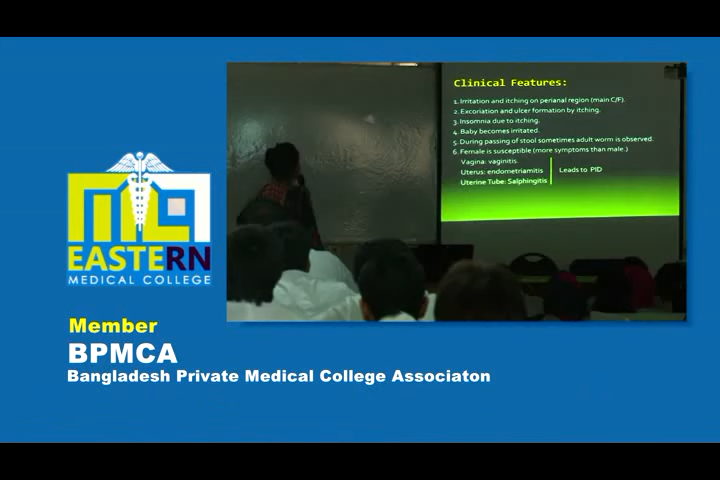 EASTERN
MEDICAL COLLEGE
Member
BPMCA
Bangladesh Private Medical College Associaton
Clinical Features:
1. Irritation and itching on perianal region (main C/F).
2. Excoriation and ulcer formation by itching.
3. Insomnia due to itching.
4. Baby becomes irritated.
5. During passing of stool sometimes adult worm is observed.
6. Female is susceptible (more symptoms than male.)
Vagina: vaginitis.
Uterus: endometriamitis
Leads to PID
Uterine Tube: Salphingitis